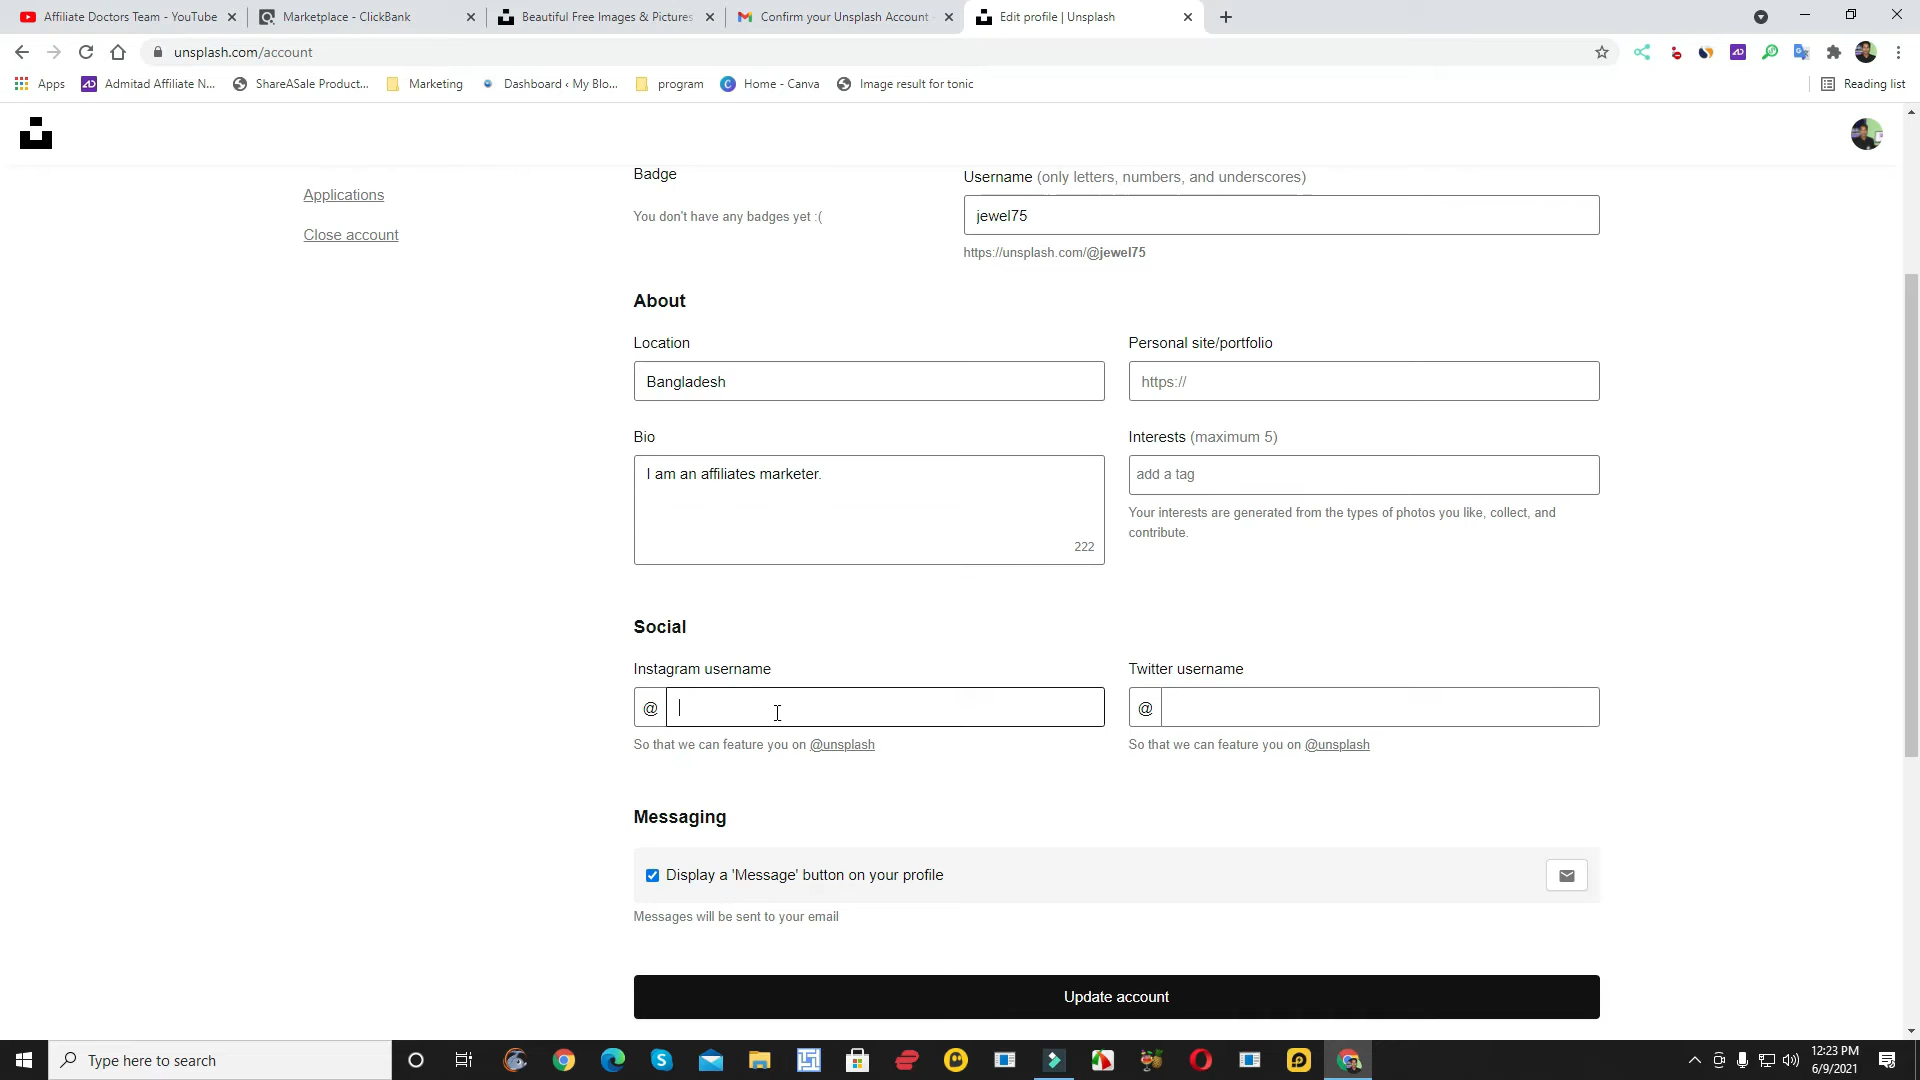 Affiliate Doctors Team - YouTube
Marketplace - ClickBank
Beautiful Free Images & Pictures
Confirm your Unsplash Account
Edit profile | Unsplash
unsplash.com/account
Apps
Admitad Affiliate N...
ShareASale Product...
Marketing
Dashboard ‹ My Blo...
program
Home - Canva
Image result for tonic
Reading list
Applications
Close account
Badge
You don't have any badges yet :(
Username (only letters, numbers, and underscores)
jewel75
https://unsplash.com/@jewel75
About
Location
Bangladesh
Personal site/portfolio
https://
Bio
I am an affiliates marketer.
222
Interests (maximum 5)
add a tag
Your interests are generated from the types of photos you like, collect, and
contribute.
Social
Instagram username
@
So that we can feature you on @unsplash
Twitter username
@
So that we can feature you on @unsplash
Messaging
Display a 'Message' button on your profile
Messages will be sent to your email
Update account
Type here to search
12:23 PM
6/9/2021